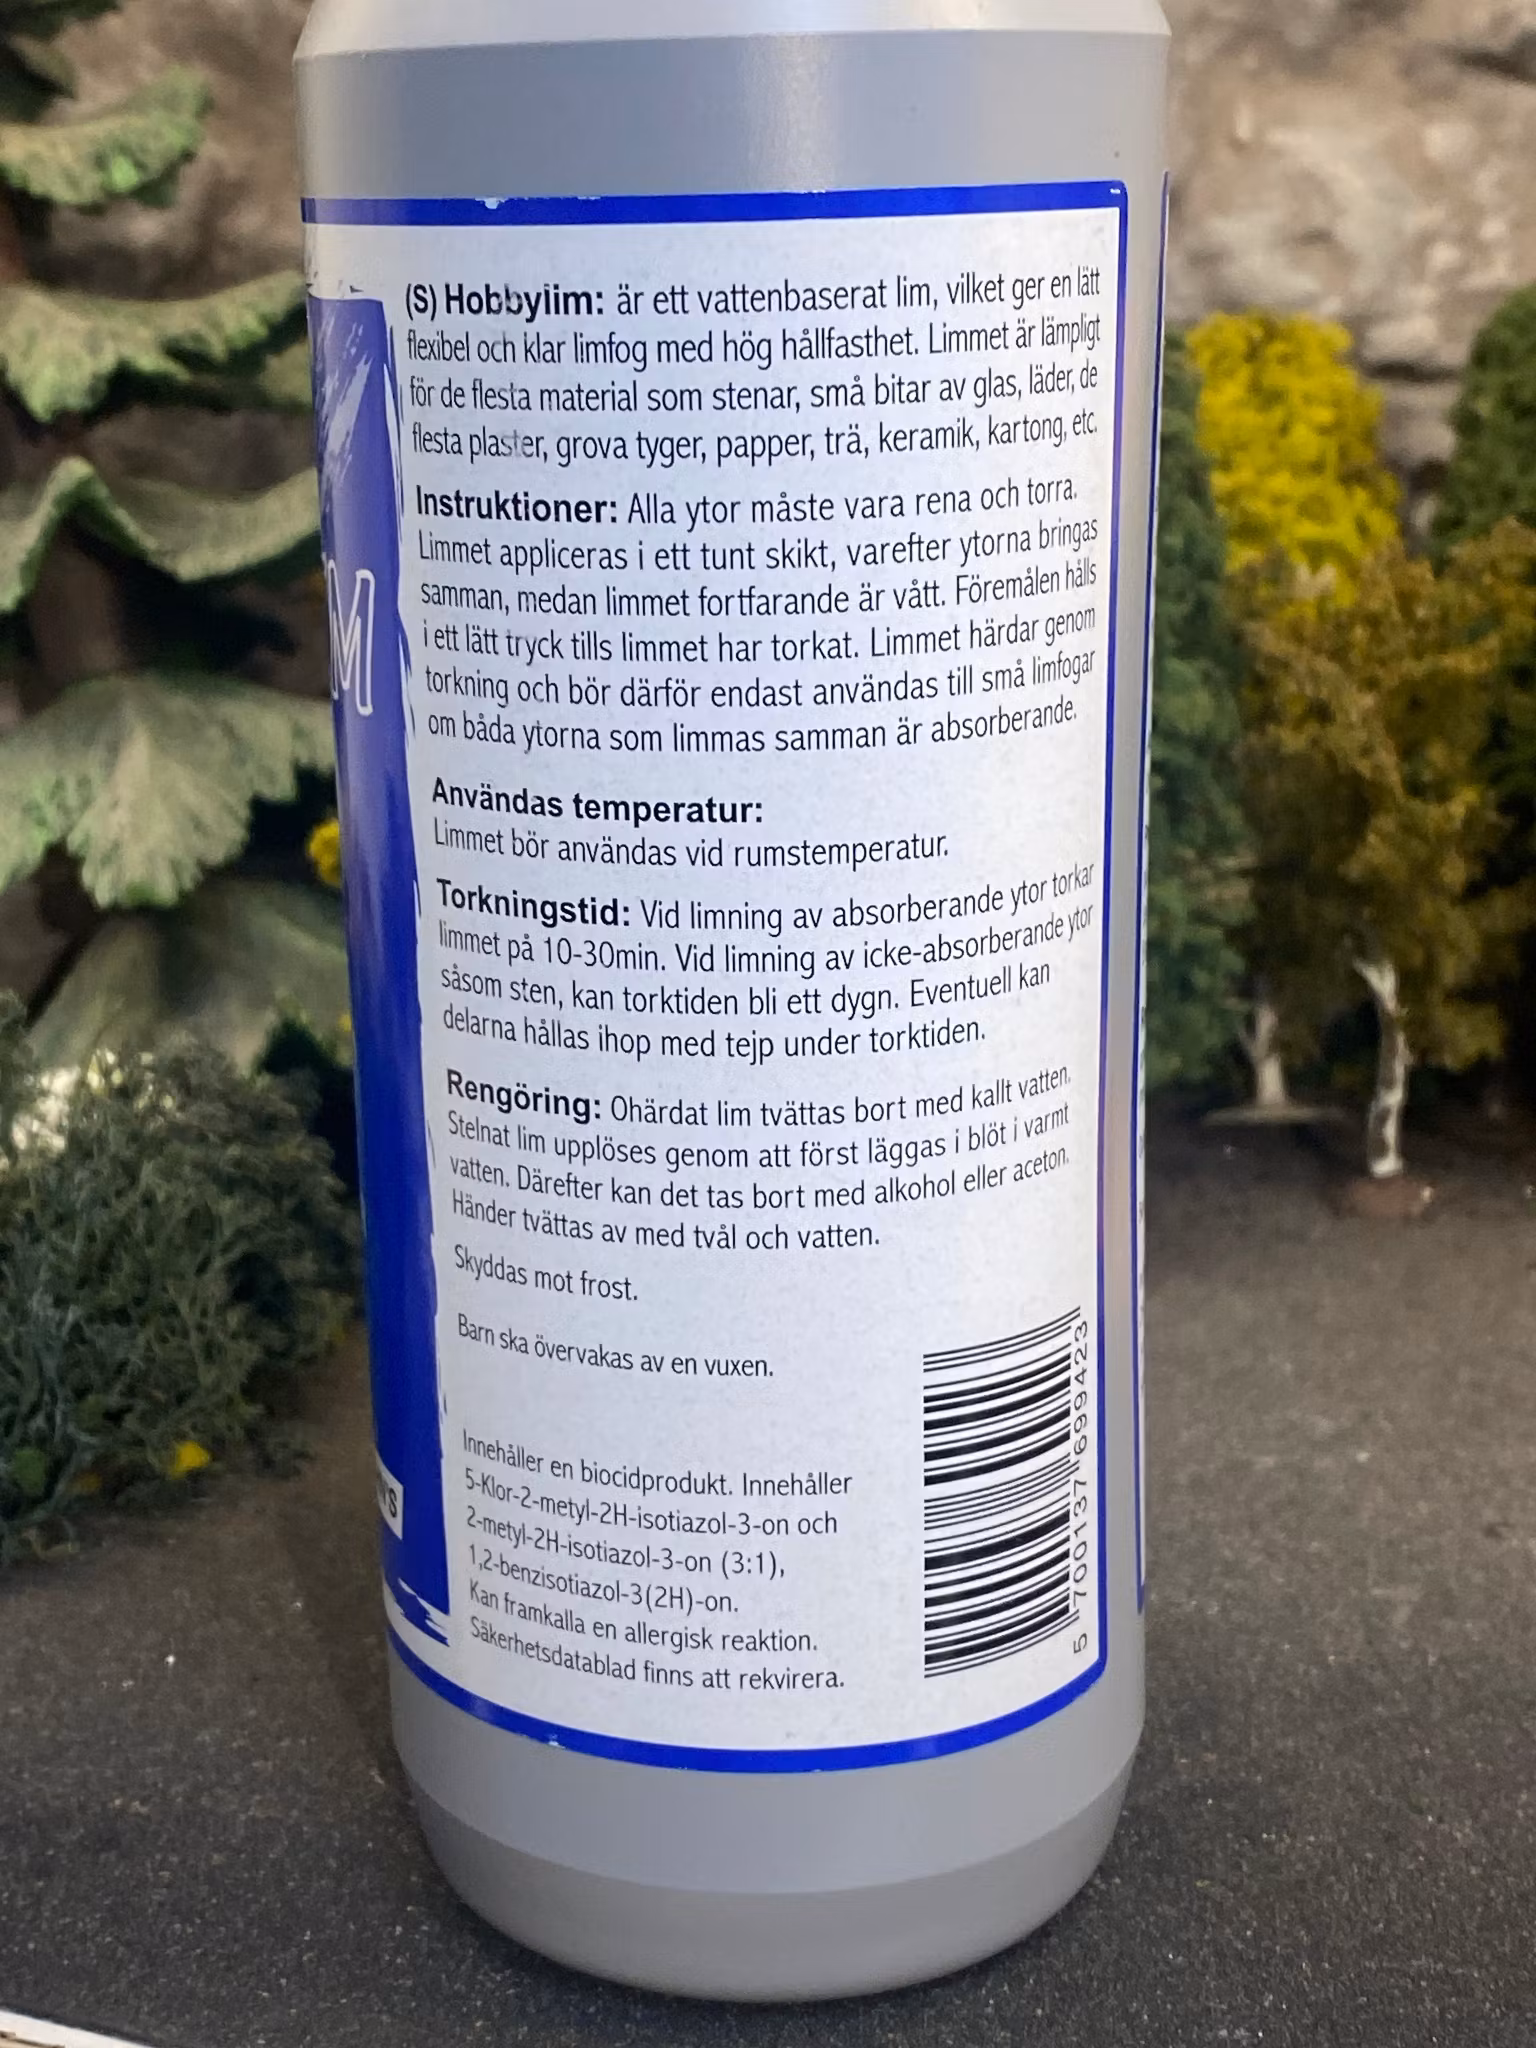 (S) Hobbylim: är ett vattenbaserat lim, vilket ger en lätt
flexibel och klar limfog med hög hållfasthet. Limmet är lämpligt
för de flesta material som stenar, små bitar av glas, läder, de
flesta plaster, grova tyger, papper, trä, keramik, kartong, etc.
Instruktioner: Alla ytor måste vara rena och torra.
Limmet appliceras i ett tunt skikt, varefter ytorna bringas
samman, medan limmet fortfarande är vått. Föremålen hålls
i ett lätt tryck tills limmet har torkat. Limmet härdar genom
torkning och bör därför endast användas till små limfogar
om båda ytorna som limmas samman är absorberande.
Användas temperatur:
Limmet bör användas vid rumstemperatur.
Torkningstid: Vid limning av absorberande ytor torkar
limmet på 10-30min. Vid limning av icke-absorberande ytor
såsom sten, kan torktiden bli ett dygn. Eventuell kan
delarna hållas ihop med tejp under torktiden.
Rengöring: Ohärdat lim tvättas bort med kallt vatten.
Stelnat lim upplöses genom att först läggas i blöt i varmt
vatten. Därefter kan det tas bort med alkohol eller aceton.
Händer tvättas av med tvål och vatten.
Skyddas mot frost.
Barn ska övervakas av en vuxen.
Innehåller en biocidprodukt. Innehåller
5-Klor-2-metyl-2H-isotiazol-3-on och
2-metyl-2H-isotiazol-3-on (3:1),
1,2-benzisotiazol-3(2H)-on.
Kan framkalla en allergisk reaktion.
Säkerhetsdatablad finns att rekvirera.
5 700137 699423
M